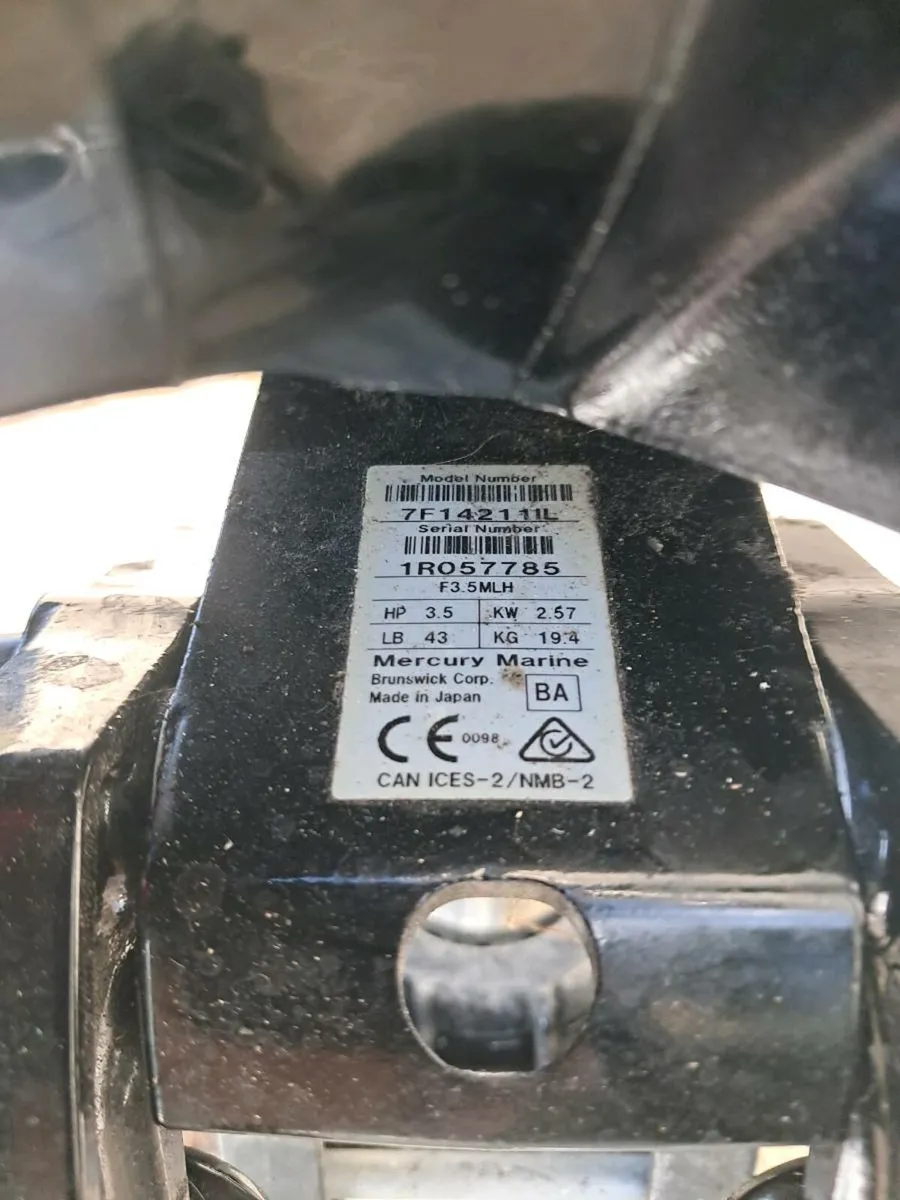 Model Number
7F14211IL
Serial Number
1R057785
F3.5MLH
HP 3.5 KW 2.57
LB 43 KG 19.4
Mercury Marine
Brunswick Corp.
Made in Japan BA
CE 0098
CAN ICES-2/NMB-2